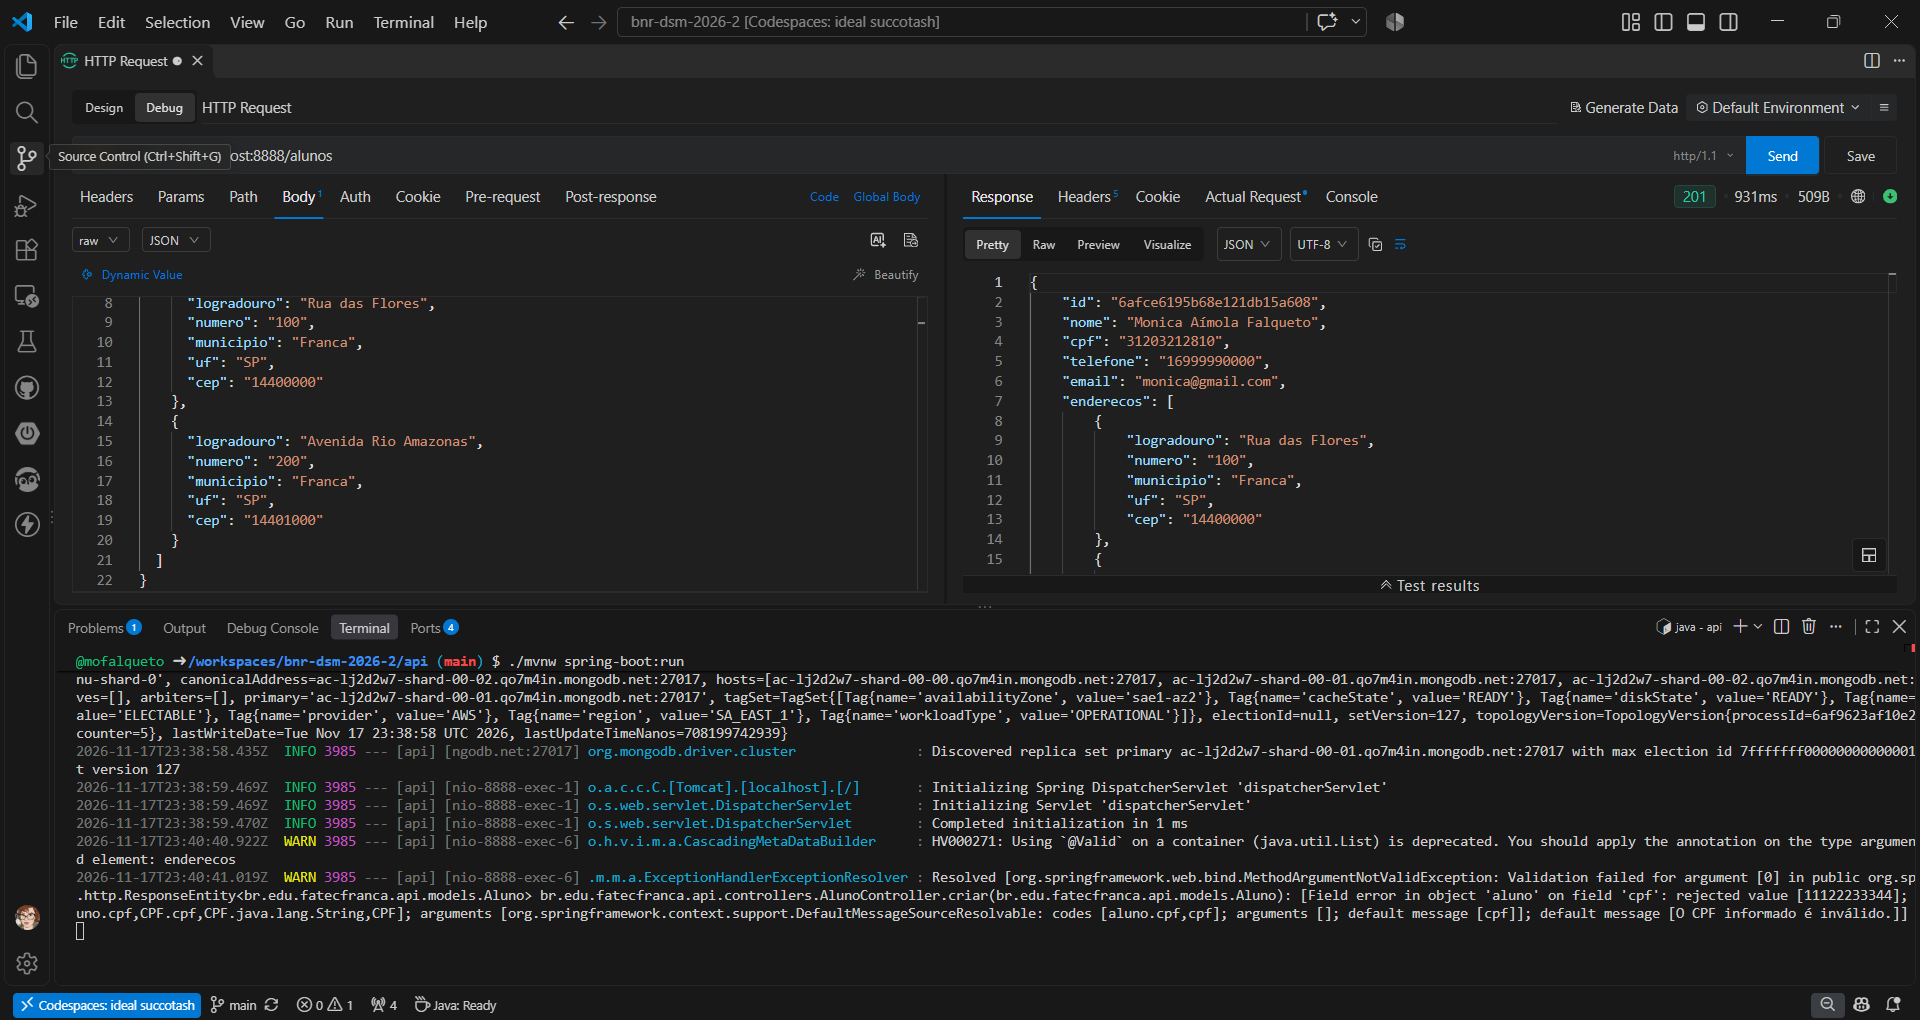 File Edit Selection View Go Run Terminal Help
bnr-dsm-2026-2 [Codespaces: ideal succotash]
HTTP Request
Design Debug HTTP Request
Generate Data Default Environment
Source Control (Ctrl+Shift+G) ost:8888/alunos
http/1.1 Send Save
Headers Params Path Body 1 Auth Cookie Pre-request Post-response Code Global Body
raw JSON
Dynamic Value Beautify
8 "logradouro": "Rua das Flores",
9 "numero": "100",
10 "municipio": "Franca",
11 "uf": "SP",
12 "cep": "14400000"
13 },
14 {
15 "logradouro": "Avenida Rio Amazonas",
16 "numero": "200",
17 "municipio": "Franca",
18 "uf": "SP",
19 "cep": "14401000"
20 }
21 ]
22 }
Response Headers 5 Cookie Actual Request Console 201 931ms 509B
Pretty Raw Preview Visualize JSON UTF-8
1 {
2 "id": "6afce6195b68e121db15a608",
3 "nome": "Monica Aímola Falqueto",
4 "cpf": "31203212810",
5 "telefone": "16999990000",
6 "email": "monica@gmail.com",
7 "enderecos": [
8 {
9 "logradouro": "Rua das Flores",
10 "numero": "100",
11 "municipio": "Franca",
12 "uf": "SP",
13 "cep": "14400000"
14 },
15 {
Test results
Problems 1 Output Debug Console Terminal Ports 4
java - api
@mofalqueto ➜/workspaces/bnr-dsm-2026-2/api (main) $ ./mvnw spring-boot:run
nu-shard-0', canonicalAddress=ac-lj2d2w7-shard-00-02.qo7m4in.mongodb.net:27017, hosts=[ac-lj2d2w7-shard-00-00.qo7m4in.mongodb.net:27017, ac-lj2d2w7-shard-00-01.qo7m4in.mongodb.net:27017, ac-lj2d2w7-shard-00-02.qo7m4in.mongodb.net:
ves=[], arbiters=[], primary='ac-lj2d2w7-shard-00-01.qo7m4in.mongodb.net:27017', tagSet=TagSet{[Tag{name='availabilityZone', value='sae1-az2'}, Tag{name='cacheState', value='READY'}, Tag{name='diskState', value='READY'}, Tag{name=
alue='ELECTABLE'}, Tag{name='provider', value='AWS'}, Tag{name='region', value='SA_EAST_1'}, Tag{name='workloadType', value='OPERATIONAL'}]}, electionId=null, setVersion=127, topologyVersion=TopologyVersion{processId=6af9623af10e2
counter=5}, lastWriteDate=Tue Nov 17 23:38:58 UTC 2026, lastUpdateTimeNanos=708199742939}
2026-11-17T23:38:58.435Z INFO 3985 --- [api] [ngodb.net:27017] org.mongodb.driver.cluster : Discovered replica set primary ac-lj2d2w7-shard-00-01.qo7m4in.mongodb.net:27017 with max election id 7fffffff00000000000001
t version 127
2026-11-17T23:38:59.469Z INFO 3985 --- [api] [nio-8888-exec-1] o.a.c.c.C.[Tomcat].[localhost].[/] : Initializing Spring DispatcherServlet 'dispatcherServlet'
2026-11-17T23:38:59.469Z INFO 3985 --- [api] [nio-8888-exec-1] o.s.web.servlet.DispatcherServlet : Initializing Servlet 'dispatcherServlet'
2026-11-17T23:38:59.470Z INFO 3985 --- [api] [nio-8888-exec-1] o.s.web.servlet.DispatcherServlet : Completed initialization in 1 ms
2026-11-17T23:40:40.922Z WARN 3985 --- [api] [nio-8888-exec-6] o.h.v.i.m.a.CascadingMetaDataBuilder : HV000271: Using `@Valid` on a container (java.util.List) is deprecated. You should apply the annotation on the type argumen
d element: enderecos
2026-11-17T23:40:41.019Z WARN 3985 --- [api] [nio-8888-exec-6] .m.m.a.ExceptionHandlerExceptionResolver : Resolved [org.springframework.web.bind.MethodArgumentNotValidException: Validation failed for argument [0] in public org.sp
.http.ResponseEntity<br.edu.fatecfranca.api.models.Aluno> br.edu.fatecfranca.api.controllers.AlunoController.criar(br.edu.fatecfranca.api.models.Aluno): [Field error in object 'aluno' on field 'cpf': rejected value [11122233344];
uno.cpf,CPF.cpf,CPF.java.lang.String,CPF]; arguments [org.springframework.context.support.DefaultMessageSourceResolvable: codes [aluno.cpf,cpf]; arguments []; default message [cpf]]; default message [O CPF informado é inválido.]]
Codespaces: ideal succotash main 0 1 4 Java: Ready